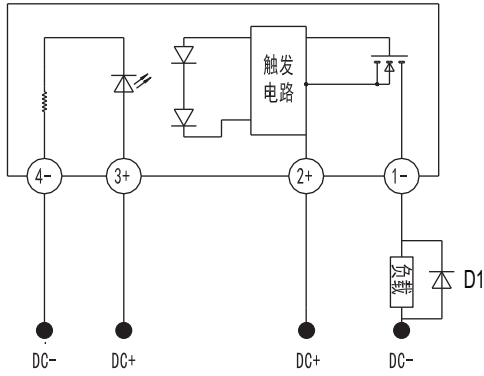 触发
电路
4-
3+
2+
1-
负载
D1
DC-
DC+
DC+
DC-